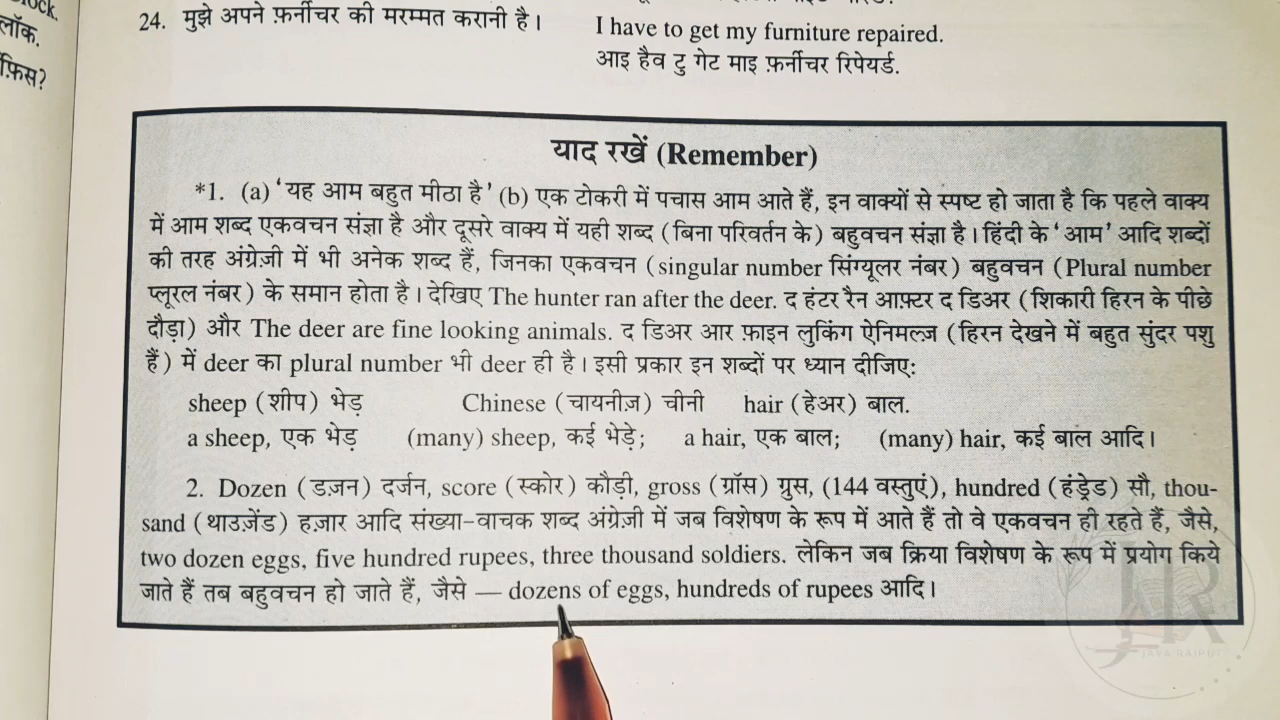 lock.
लॉक.
फ़िस?
24. मुझे अपने फ़र्नीचर की मरम्मत करानी है।
I have to get my furniture repaired.
आइ हैव टु गेट माइ फ़र्नीचर रिपेयर्ड.
याद रखें (Remember)
*1. (a) ‘यह आम बहुत मीठा है’ (b) एक टोकरी में पचास आम आते हैं, इन वाक्यों से स्पष्ट हो जाता है कि पहले वाक्य
में आम शब्द एकवचन संज्ञा है और दूसरे वाक्य में यही शब्द (बिना परिवर्तन के) बहुवचन संज्ञा है। हिंदी के ‘आम’ आदि शब्दों
की तरह अंग्रेज़ी में भी अनेक शब्द हैं, जिनका एकवचन (singular number सिंग्यूलर नंबर) बहुवचन (Plural number
प्लूरल नंबर) के समान होता है। देखिए The hunter ran after the deer. द हंटर रैन आफ़्टर द डिअर (शिकारी हिरन के पीछे
दौड़ा) और The deer are fine looking animals. द डिअर आर फ़ाइन लुकिंग ऐनिमल्ज़ (हिरन देखने में बहुत सुंदर पशु
हैं) में deer का plural number भी deer ही है। इसी प्रकार इन शब्दों पर ध्यान दीजिए:
sheep (शीप) भेड़ Chinese (चायनीज़) चीनी hair (हेअर) बाल.
a sheep, एक भेड़ (many) sheep, कई भेड़े; a hair, एक बाल; (many) hair, कई बाल आदि।
2. Dozen (डज़न) दर्जन, score (स्कोर) कौड़ी, gross (ग्रॉस) ग्रुस, (144 वस्तुएं), hundred (हंड्रेड) सौ, thou-
sand (थाउज़ेंड) हज़ार आदि संख्या-वाचक शब्द अंग्रेज़ी में जब विशेषण के रूप में आते हैं तो वे एकवचन ही रहते हैं, जैसे,
two dozen eggs, five hundred rupees, three thousand soldiers. लेकिन जब क्रिया विशेषण के रूप में प्रयोग किये
जाते हैं तब बहुवचन हो जाते हैं, जैसे — dozens of eggs, hundreds of rupees आदि।